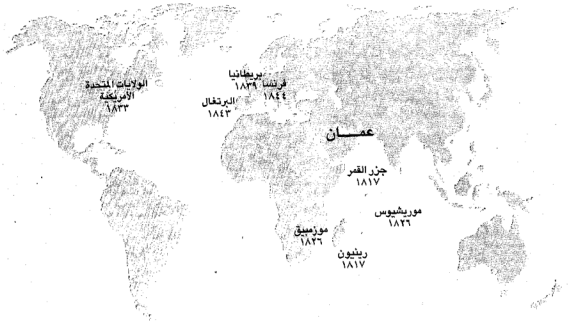 الولايات المتحدة
الأمريكية
١٨٣٣
بريطانيا
١٨٣٩
فرنسا
١٨٤٤
البرتغال
١٨٤٣
عمـــان
جزر القمر
١٨١٧
موريشيوس
١٨٢٦
موزمبيق
١٨٢٦
رينيون
١٨١٧